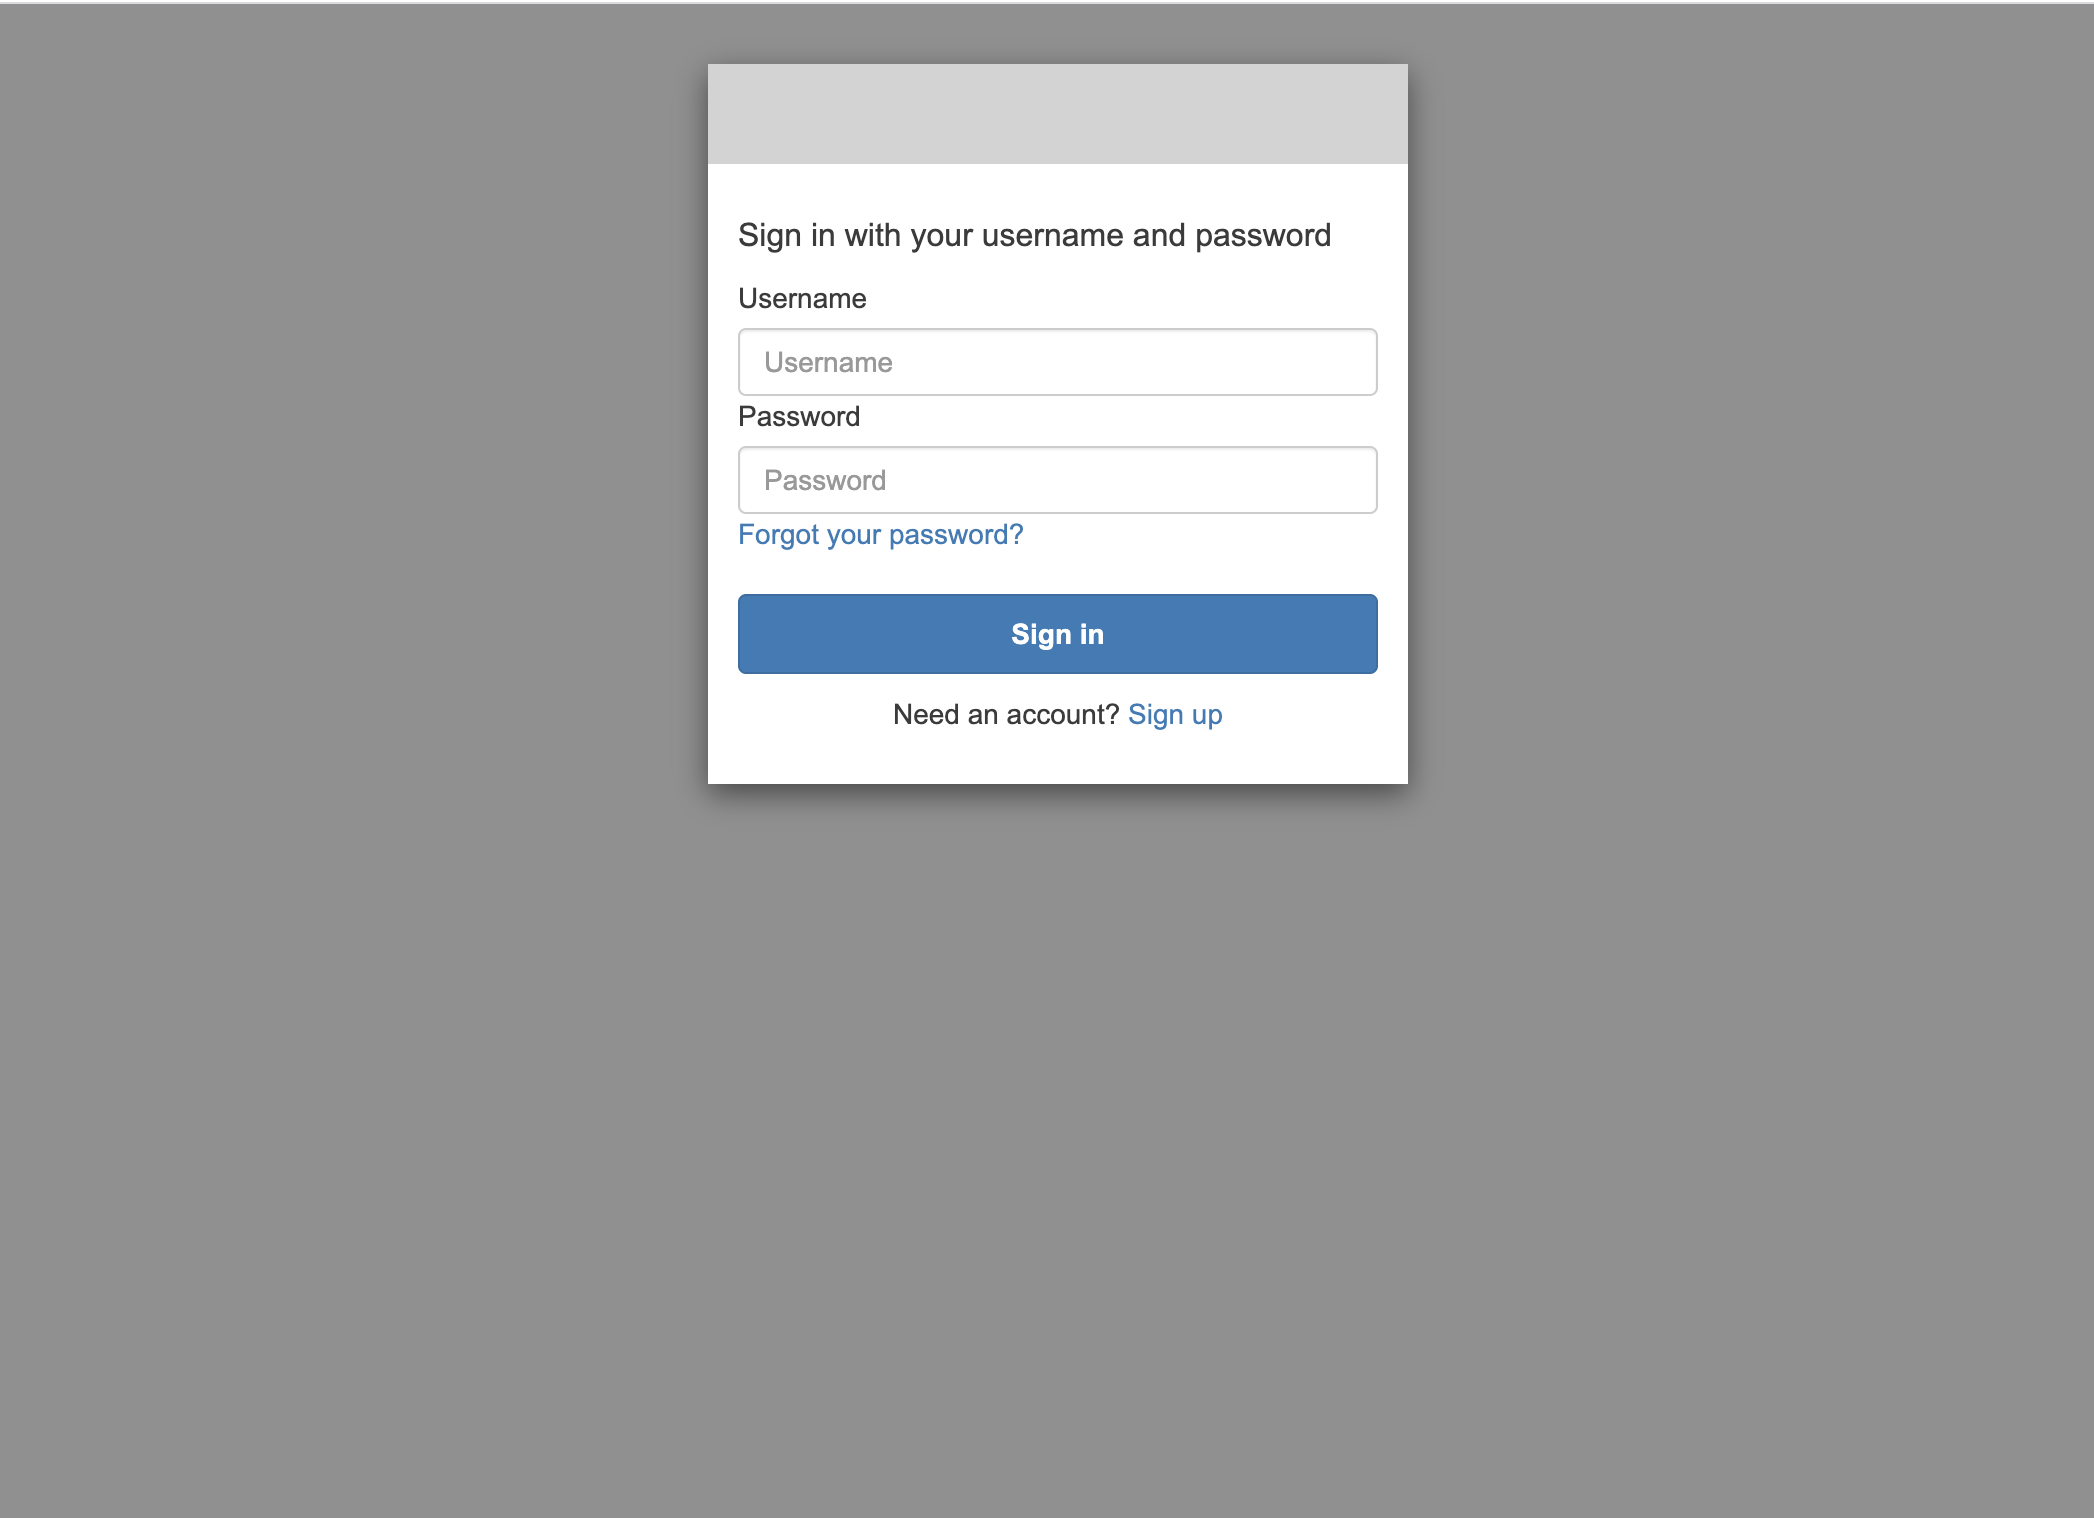 Sign in with your username and password
Username
Username
Password
Password
Forgot your password?
Sign in
Need an account? Sign up